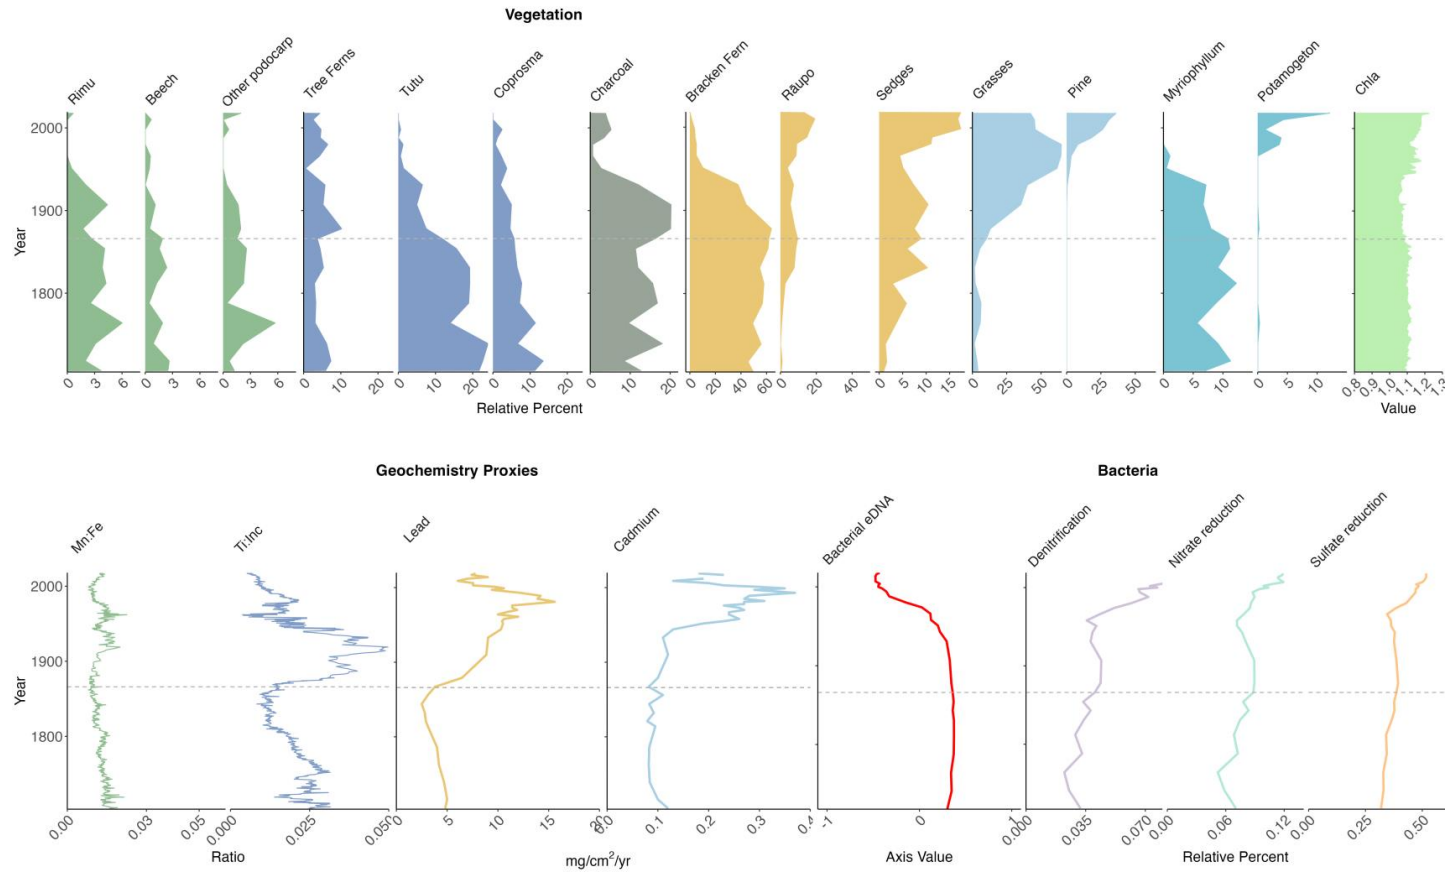 Vegetation
Rimu
Beech
Other podocarp
Tree Ferns
Tutu
Coprosma
Charcoal
Bracken Fern
Rāupo
Sedges
Grasses
Pine
Myriophyllum
Potamogeton
Chla
Year
2000
1900
1800
0 3 6 0 3 6 0 3 6 0 10 20 0 10 20 0 10 20 0 10 20 0 20 40 60 0 20 40 0 5 10 15 0 25 50 0 25 50 0 5 10 0 5 10 0.8 0.9 1.0 1.1 1.2 1.3
Relative Percent
Value
Geochemistry Proxies
Bacteria
Mn:Fe
Ti:Inc
Lead
Cadmium
Bacterial eDNA
Denitrification
Nitrate reduction
Sulfate reduction
Year
2000
1900
1800
0.00 0.03 0.05 0.000 0.025 0.050 0 5 10 15 0.1 0.2 0.3 -1 0 1 0.00 0.035 0.070 0.00 0.06 0.12 0.00 0.25 0.50
Ratio
mg/cm²/yr
Axis Value
Relative Percent